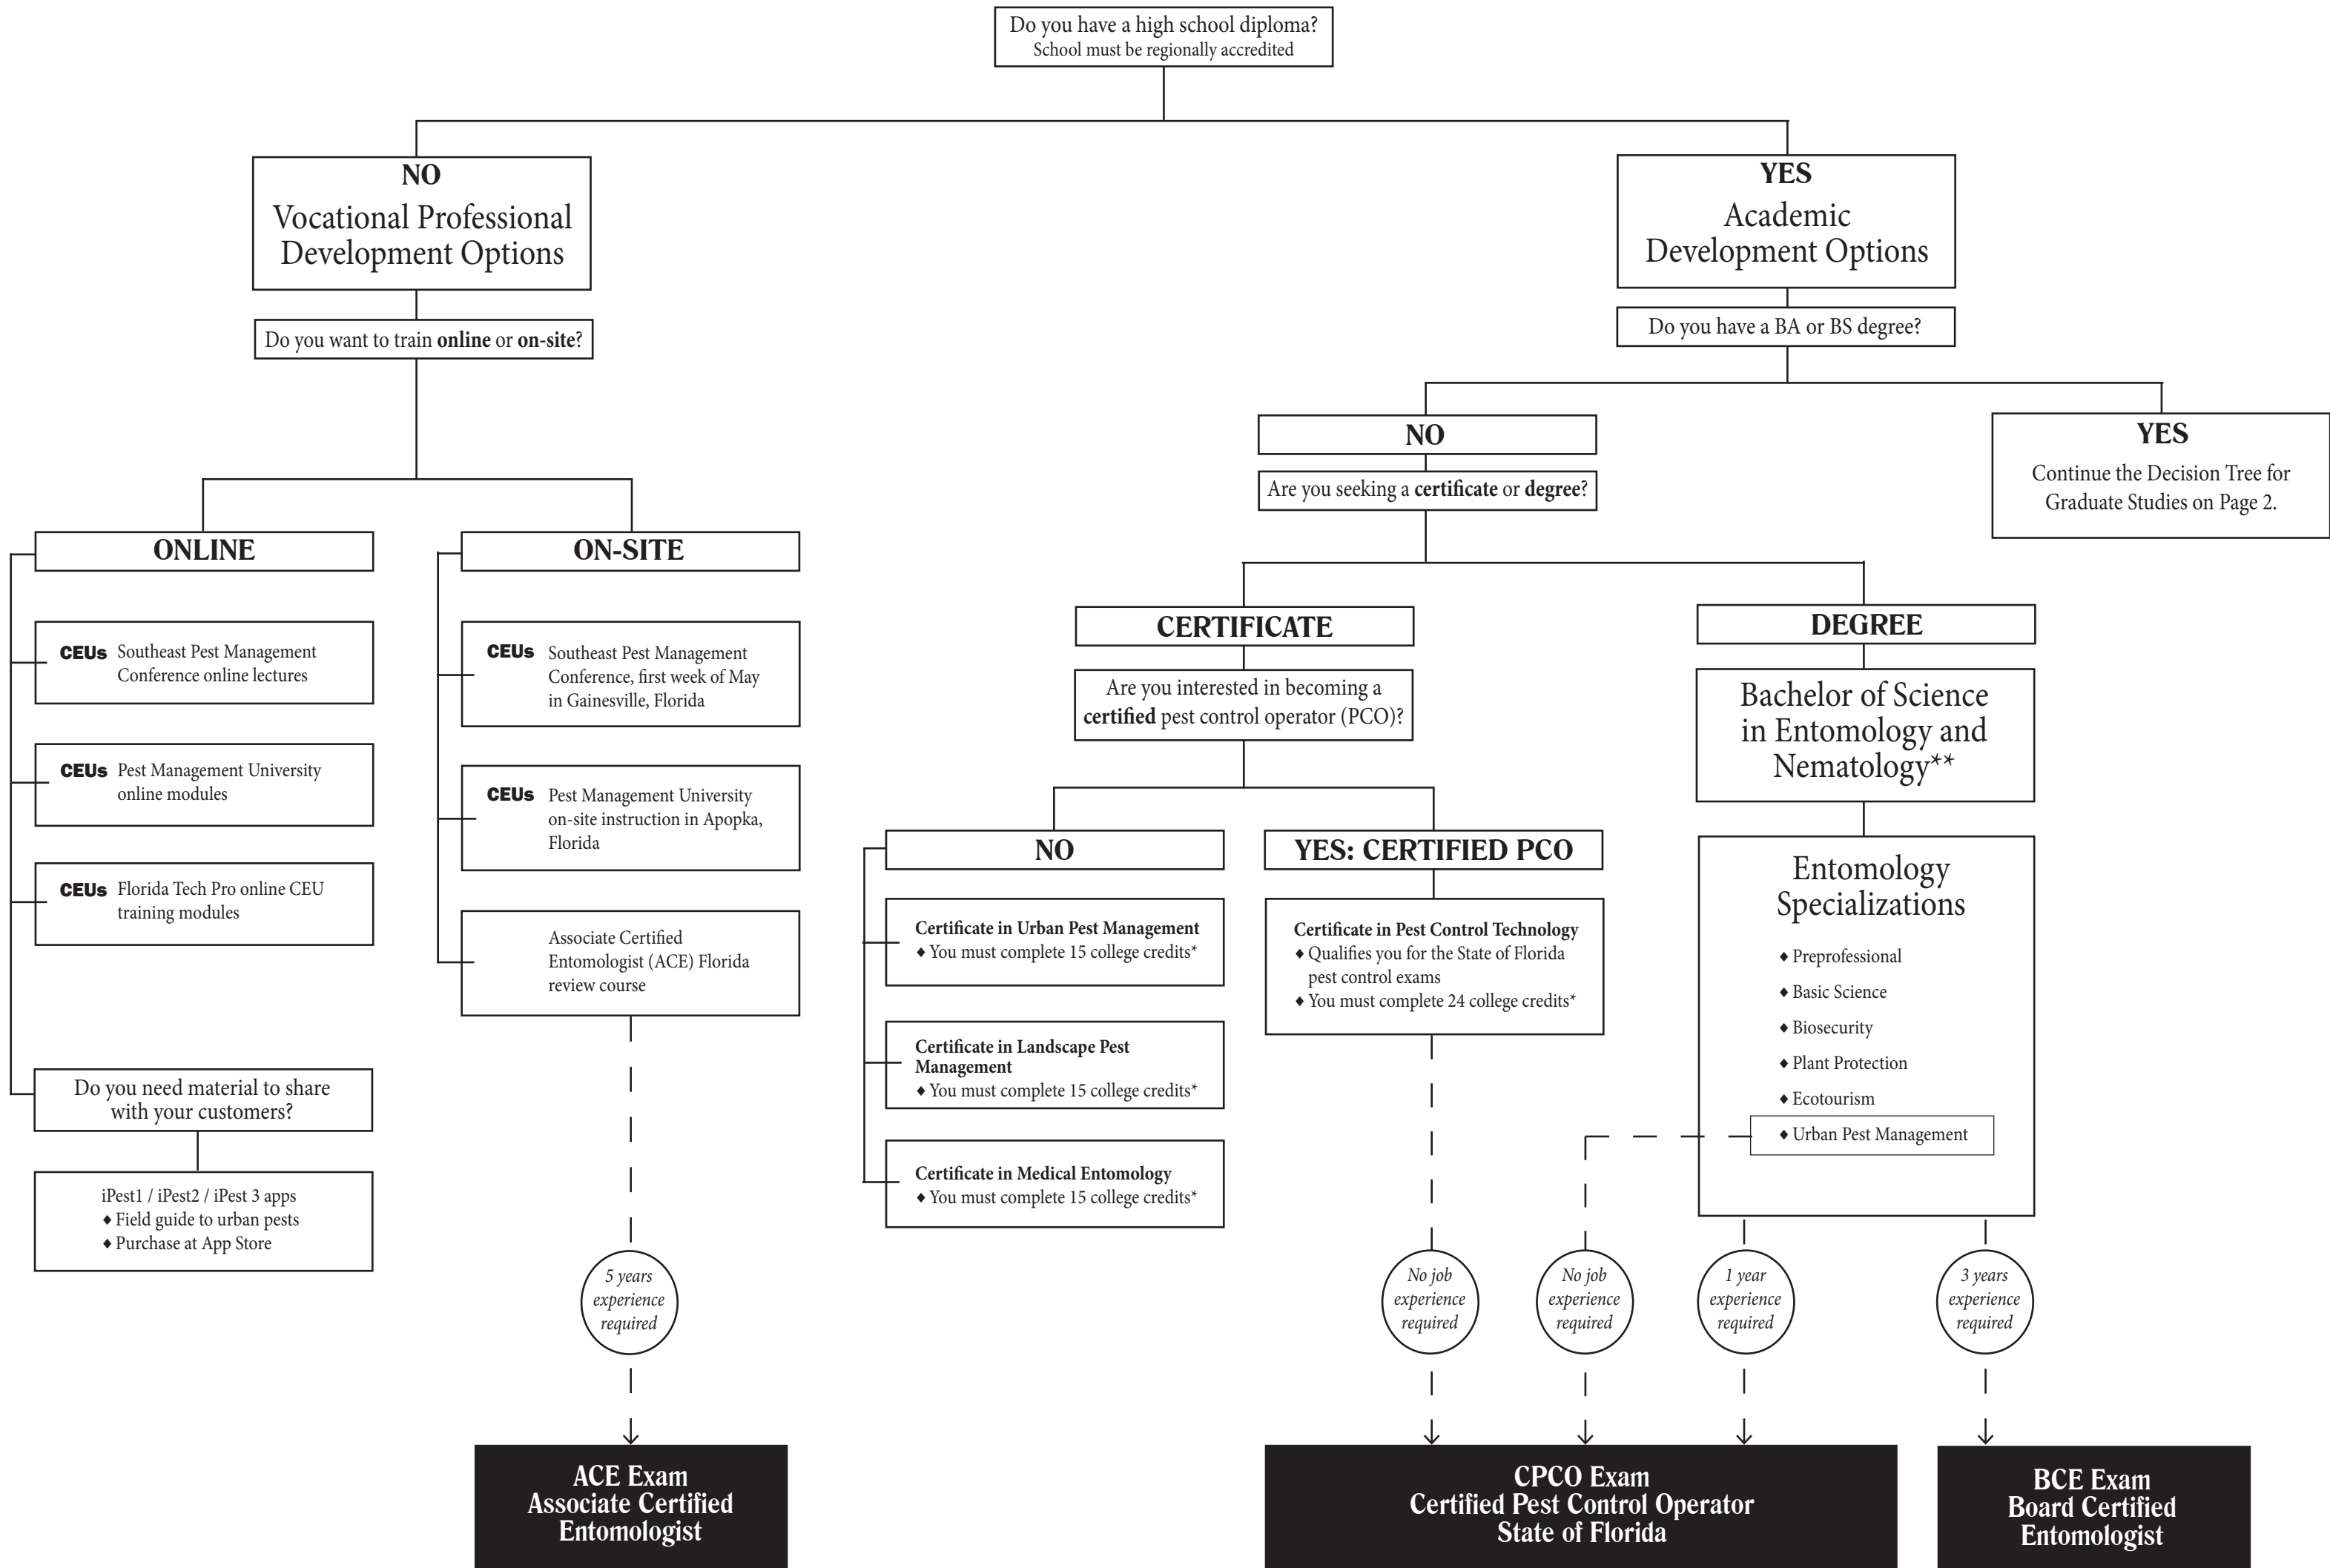 Do you have a high school diploma?
School must be regionally accredited
NO
Vocational Professional
Development Options
Do you want to train online or on-site?
ONLINE
CEUs Southeast Pest Management
Conference online lectures
CEUs Pest Management University
online modules
CEUs Florida Tech Pro online CEU
training modules
Do you need material to share
with your customers?
iPest1 / iPest2 / iPest 3 apps
♦ Field guide to urban pests
♦ Purchase at App Store
ON-SITE
CEUs Southeast Pest Management
Conference, first week of May
in Gainesville, Florida
CEUs Pest Management University
on-site instruction in Apopka,
Florida
Associate Certified
Entomologist (ACE) Florida
review course
5 years
experience
required
ACE Exam
Associate Certified
Entomologist
YES
Academic
Development Options
Do you have a BA or BS degree?
NO
Are you seeking a certificate or degree?
YES
Continue the Decision Tree for
Graduate Studies on Page 2.
CERTIFICATE
Are you interested in becoming a
certified pest control operator (PCO)?
NO
Certificate in Urban Pest Management
♦ You must complete 15 college credits*
Certificate in Landscape Pest
Management
♦ You must complete 15 college credits*
Certificate in Medical Entomology
♦ You must complete 15 college credits*
YES: CERTIFIED PCO
Certificate in Pest Control Technology
♦ Qualifies you for the State of Florida
pest control exams
♦ You must complete 24 college credits*
DEGREE
Bachelor of Science
in Entomology and
Nematology**
Entomology
Specializations
♦ Preprofessional
♦ Basic Science
♦ Biosecurity
♦ Plant Protection
♦ Ecotourism
♦ Urban Pest Management
No job
experience
required
No job
experience
required
1 year
experience
required
3 years
experience
required
CPCO Exam
Certified Pest Control Operator
State of Florida
BCE Exam
Board Certified
Entomologist